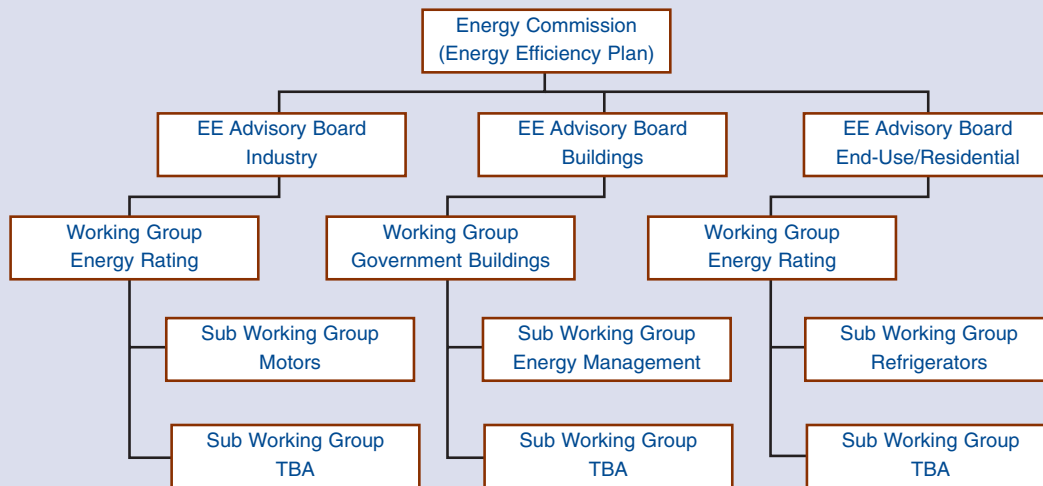 Energy Commission
(Energy Efficiency Plan)
EE Advisory Board
Industry
EE Advisory Board
Buildings
EE Advisory Board
End-Use/Residential
Working Group
Energy Rating
Working Group
Government Buildings
Working Group
Energy Rating
Sub Working Group
Motors
Sub Working Group
Energy Management
Sub Working Group
Refrigerators
Sub Working Group
TBA
Sub Working Group
TBA
Sub Working Group
TBA